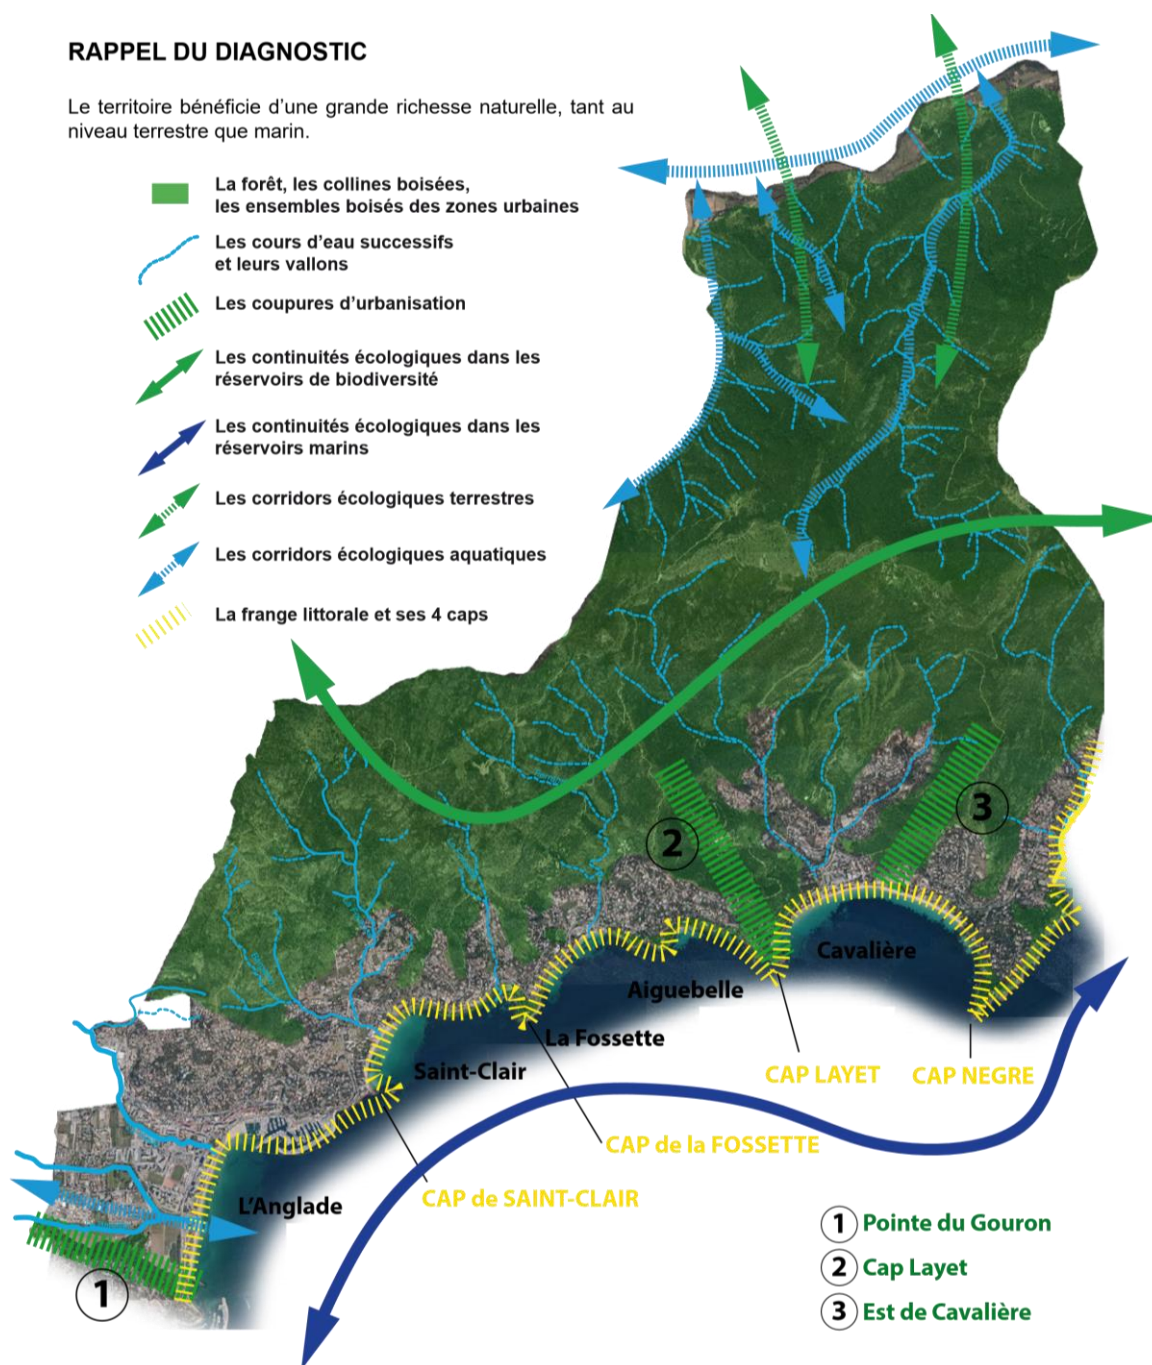 RAPPEL DU DIAGNOSTIC
Le territoire bénéficie d'une grande richesse naturelle, tant au
niveau terrestre que marin.
La forêt, les collines boisées,
les ensembles boisés des zones urbaines
Les cours d'eau successifs
et leurs vallons
Les coupures d'urbanisation
Les continuités écologiques dans les
réservoirs de biodiversité
Les continuités écologiques dans les
réservoirs marins
Les corridors écologiques terrestres
Les corridors écologiques aquatiques
La frange littorale et ses 4 caps
3
2
Cavalière
Aiguebelle
La Fossette
Saint-Clair
CAP LAYET
CAP NEGRE
CAP de la FOSSETTE
CAP de SAINT-CLAIR
L'Anglade
1
1 Pointe du Gouron
2 Cap Layet
3 Est de Cavalière